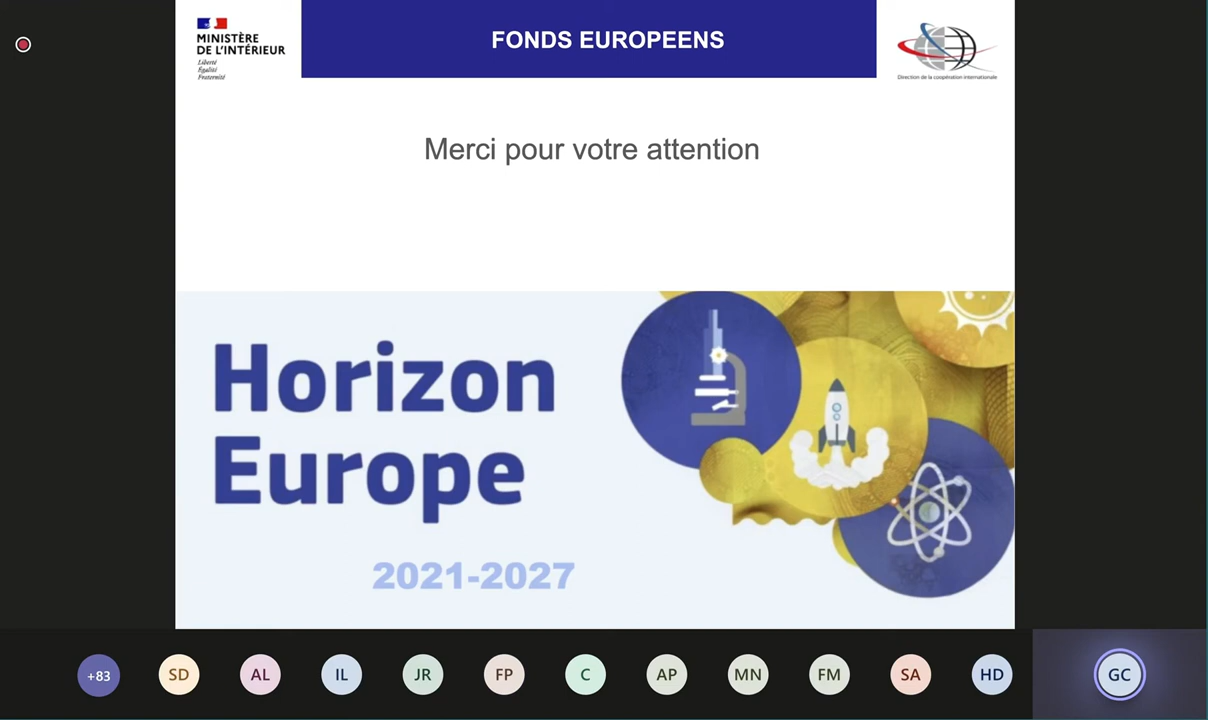 MINISTÈRE
DE L'INTÉRIEUR
Liberté
Égalité
Fraternité
FONDS EUROPEENS
Direction de la coopération internationale
Merci pour votre attention
Horizon
Europe
2021-2027
+83
SD
AL
IL
JR
FP
C
AP
MN
FM
SA
HD
GC